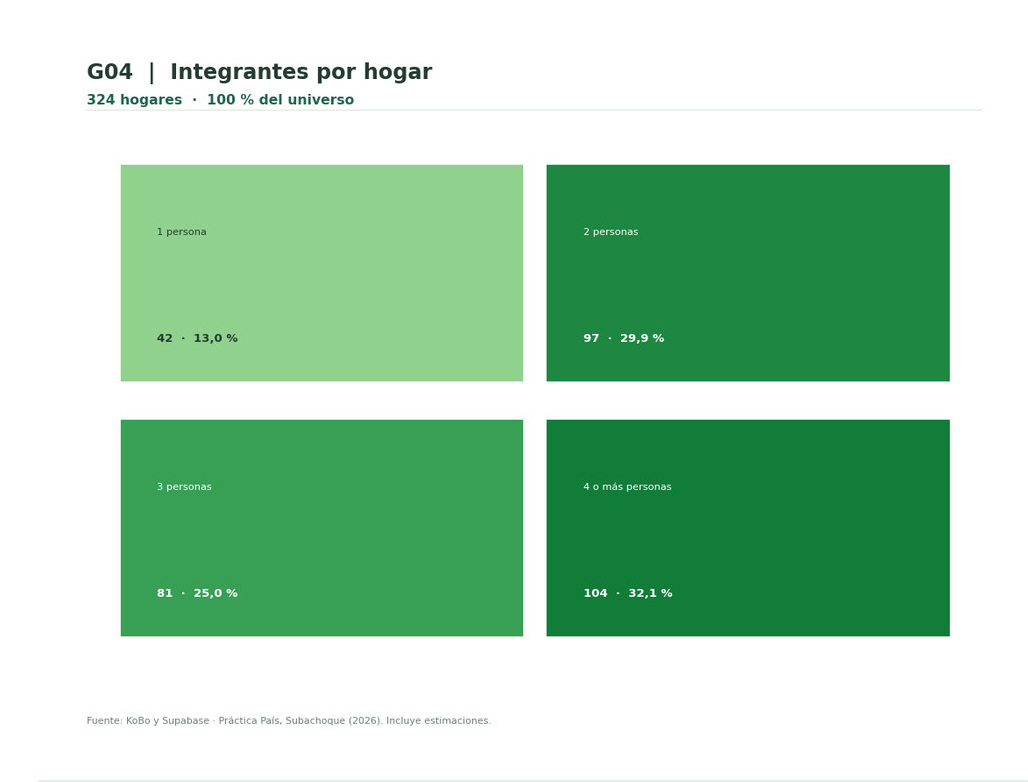 G04 | Integrantes por hogar
324 hogares · 100 % del universo
1 persona
42 · 13,0 %
2 personas
97 · 29,9 %
3 personas
81 · 25,0 %
4 o más personas
104 · 32,1 %
Fuente: KoBo y Supabase · Práctica País, Subachoque (2026). Incluye estimaciones.